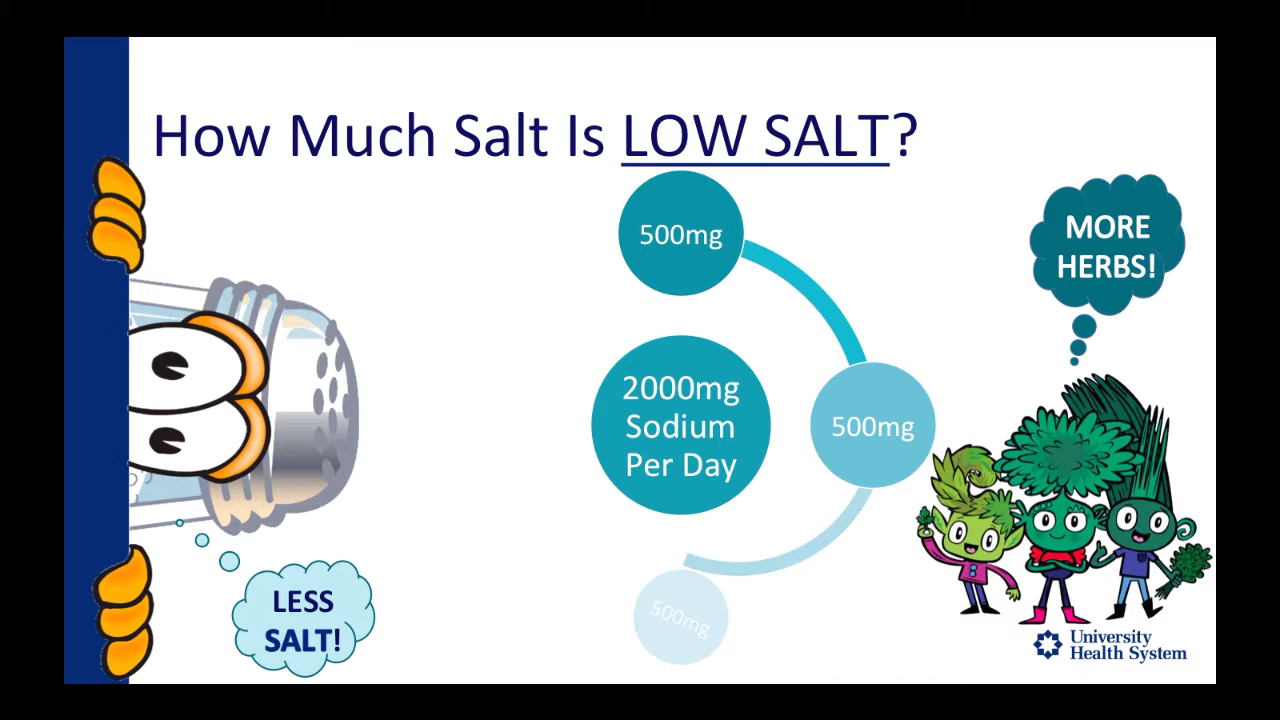 How Much Salt Is LOW SALT?
500mg
MORE
HERBS!
2000mg
Sodium
Per Day
500mg
500mg
LESS
SALT!
University
Health System